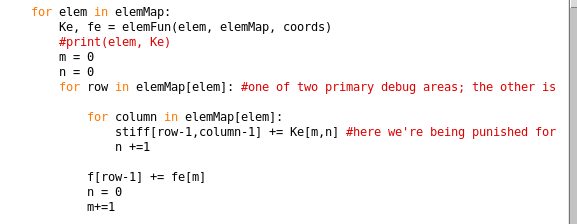 for elem in elemMap:
Ke, fe = elemFun(elem, elemMap, coords)
#print(elem, Ke)
m = 0
n = 0
for row in elemMap[elem]: #one of two primary debug areas; the other is
for column in elemMap[elem]:
stiff[row-1,column-1] += Ke[m,n] #here we're being punished for
n +=1
f[row-1] += fe[m]
n = 0
m+=1